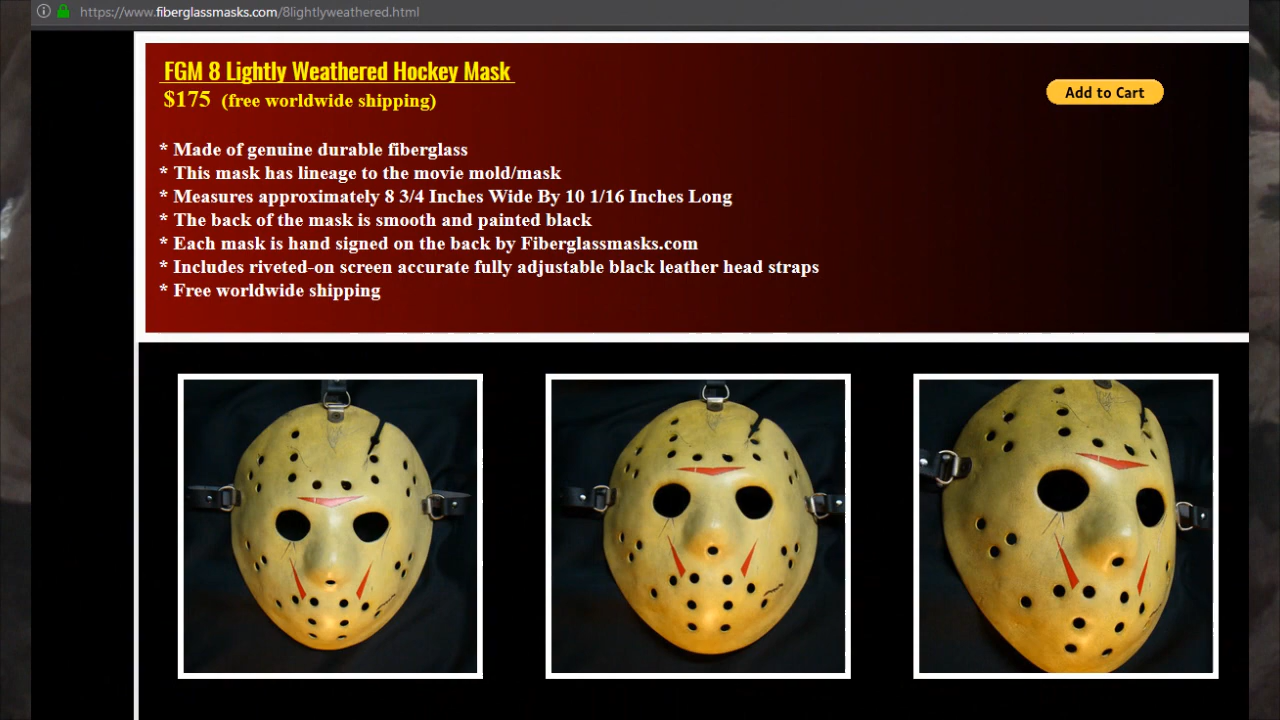 https://www.fiberglassmasks.com/8lightlyweathered.html
FGM 8 Lightly Weathered Hockey Mask
$175 (free worldwide shipping)
Add to Cart
* Made of genuine durable fiberglass
* This mask has lineage to the movie mold/mask
* Measures approximately 8 3/4 Inches Wide By 10 1/16 Inches Long
* The back of the mask is smooth and painted black
* Each mask is hand signed on the back by Fiberglassmasks.com
* Includes riveted-on screen accurate fully adjustable black leather head straps
* Free worldwide shipping